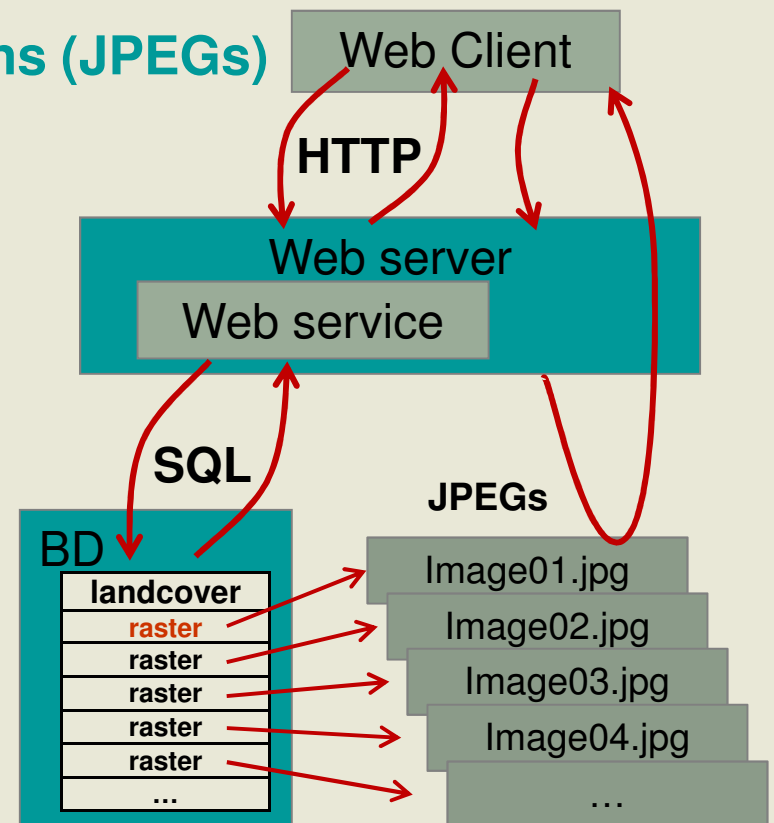 ns (JPEGs)
Web Client
HTTP
Web server
Web service
SQL
JPEGs
BD
landcover
raster
raster
raster
raster
raster
...
Image01.jpg
Image02.jpg
Image03.jpg
Image04.jpg
...